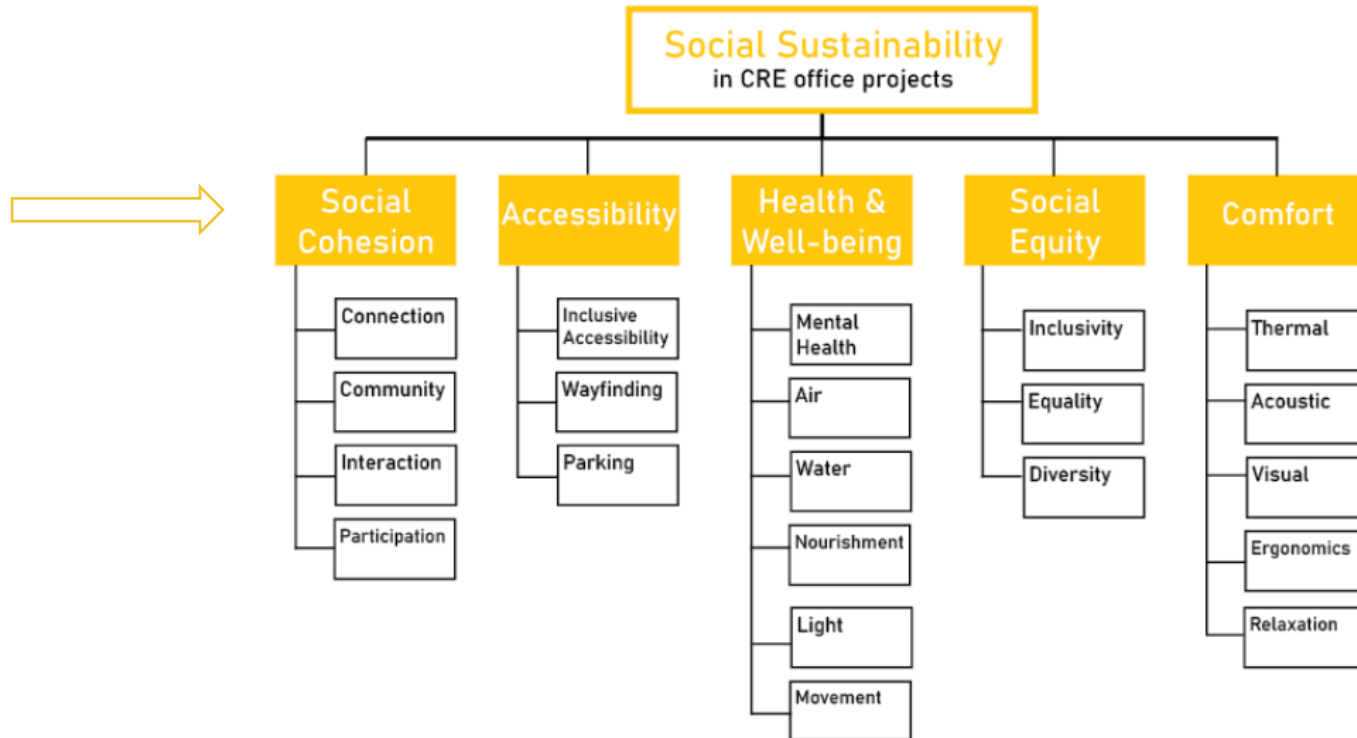 Social Sustainability
in CRE office projects
Social
Cohesion
Connection
Community
Interaction
Participation
Accessibility
Inclusive
Accessibility
Wayfinding
Parking
Health &
Well-being
Mental
Health
Air
Water
Nourishment
Light
Movement
Social
Equity
Inclusivity
Equality
Diversity
Comfort
Thermal
Acoustic
Visual
Ergonomics
Relaxation